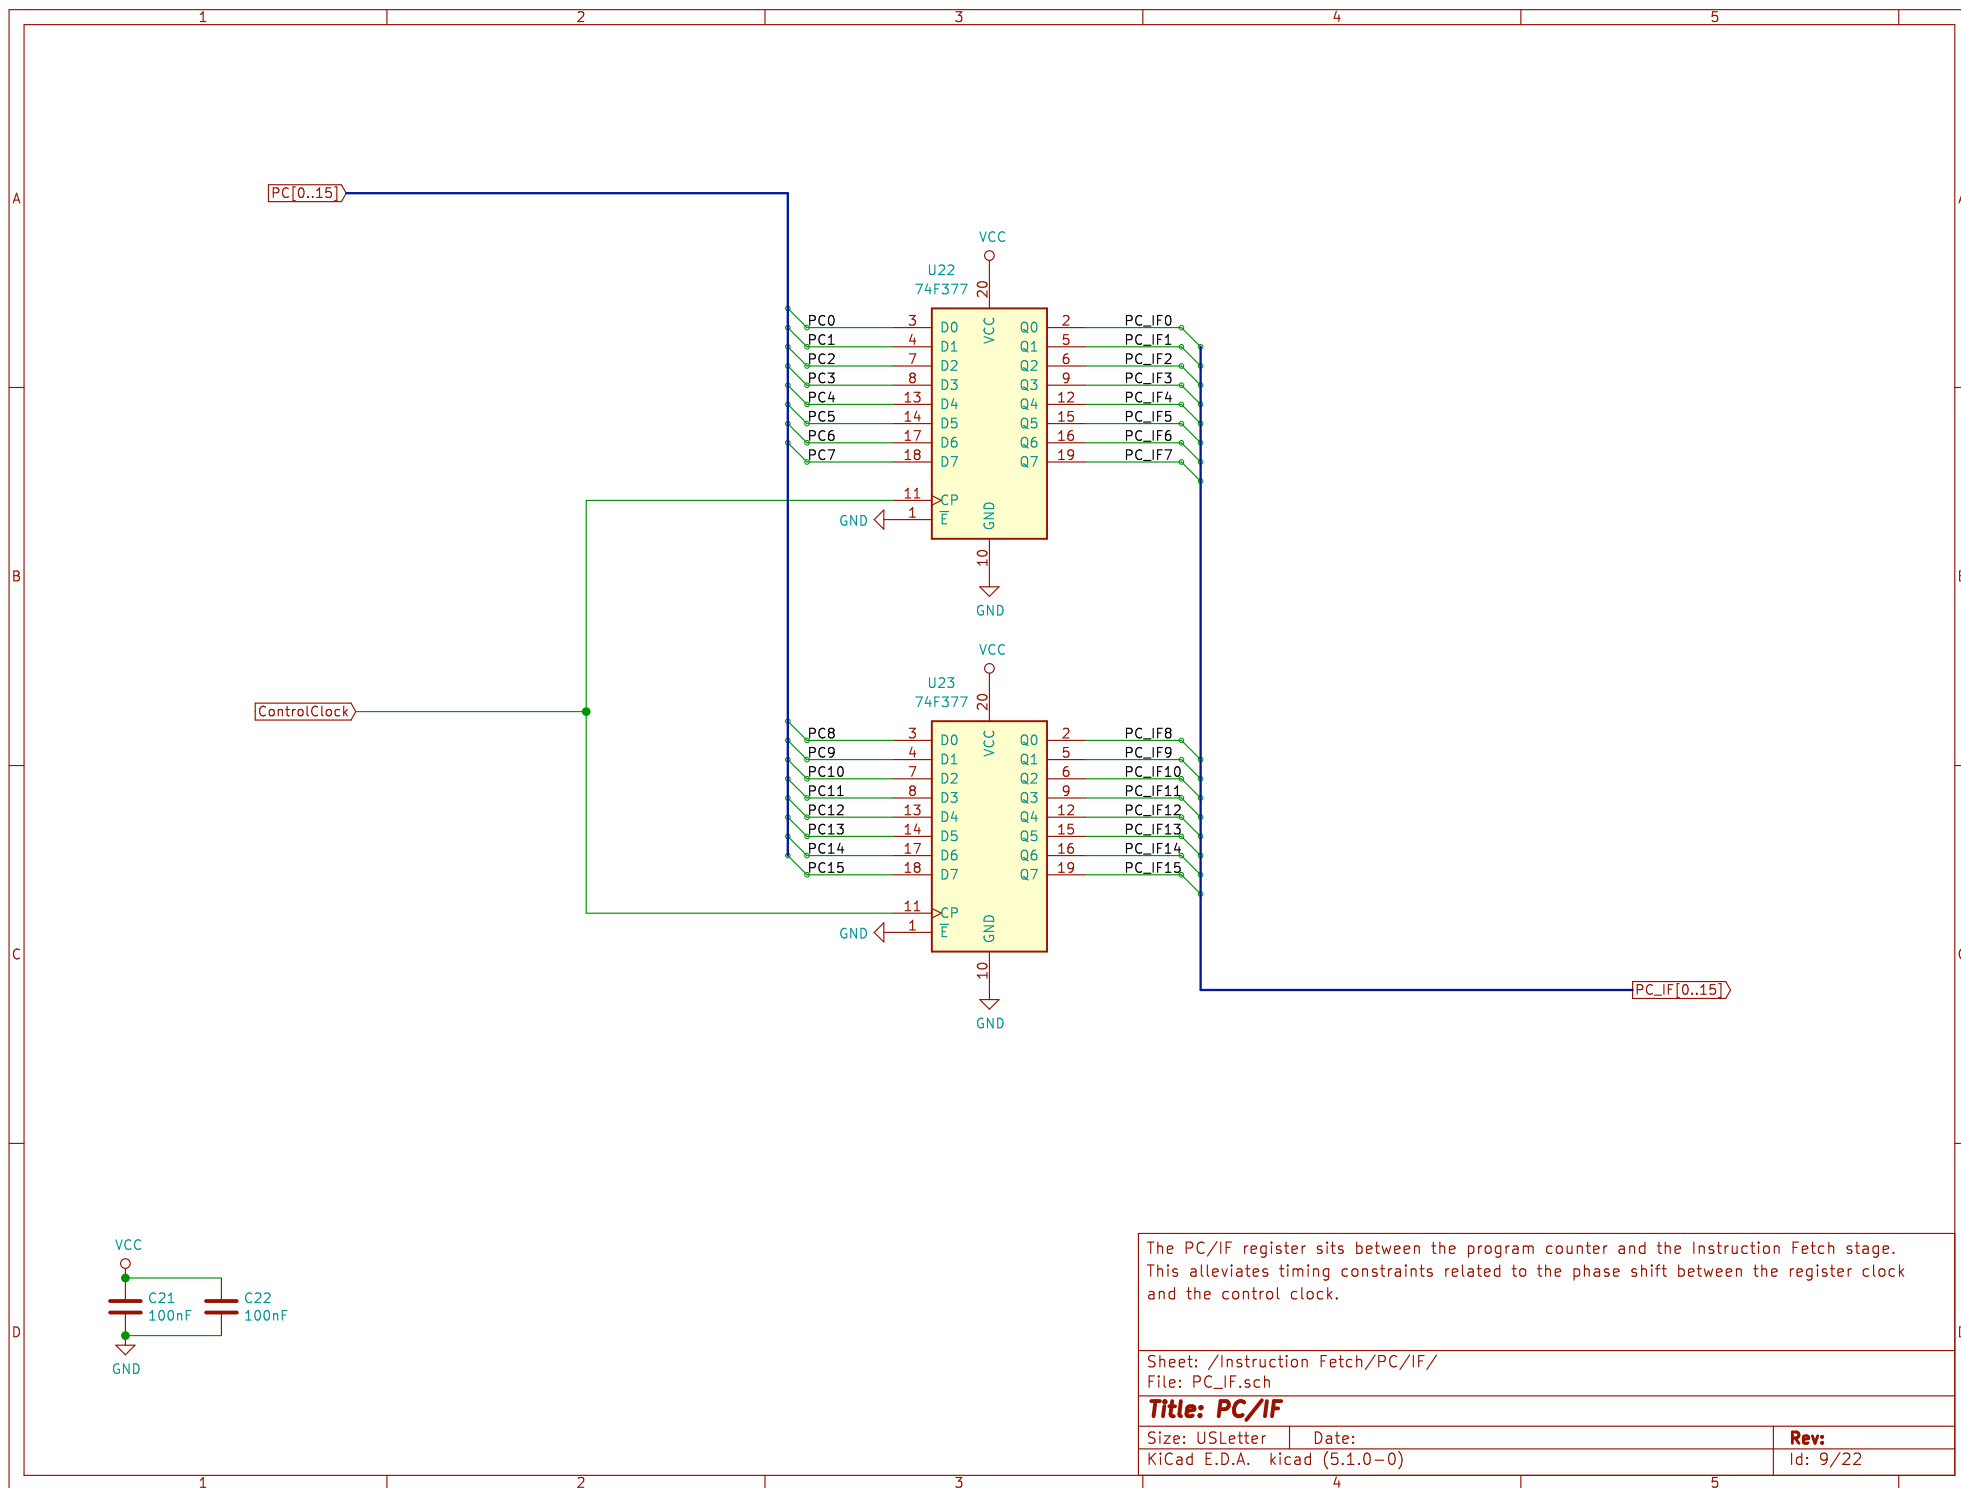 1 2 3 4 5
A
PC[0..15]
VCC
U22
74F377
20
PC0 3 D0 VCC Q0 2 PC_IF0
PC1 4 D1 Q1 5 PC_IF1
PC2 7 D2 Q2 6 PC_IF2
PC3 8 D3 Q3 9 PC_IF3
PC4 13 D4 Q4 12 PC_IF4
PC5 14 D5 Q5 15 PC_IF5
PC6 17 D6 Q6 16 PC_IF6
PC7 18 D7 Q7 19 PC_IF7
11 CP
GND 1 E GND
10
B
GND
VCC
U23
74F377
20
ControlClock
PC8 3 D0 VCC Q0 2 PC_IF8
PC9 4 D1 Q1 5 PC_IF9
PC10 7 D2 Q2 6 PC_IF10
PC11 8 D3 Q3 9 PC_IF11
PC12 13 D4 Q4 12 PC_IF12
PC13 14 D5 Q5 15 PC_IF13
PC14 17 D6 Q6 16 PC_IF14
PC15 18 D7 Q7 19 PC_IF15
11 CP
GND 1 E GND
C
10
PC_IF[0..15]
GND
VCC
C21 C22
100nF 100nF
D
GND
The PC/IF register sits between the program counter and the Instruction Fetch stage.
This alleviates timing constraints related to the phase shift between the register clock
and the control clock.
Sheet: /Instruction Fetch/PC/IF/
File: PC_IF.sch
Title: PC/IF
Size: USLetter Date: Rev:
KiCad E.D.A. kicad (5.1.0-0) Id: 9/22
1 2 3 4 5